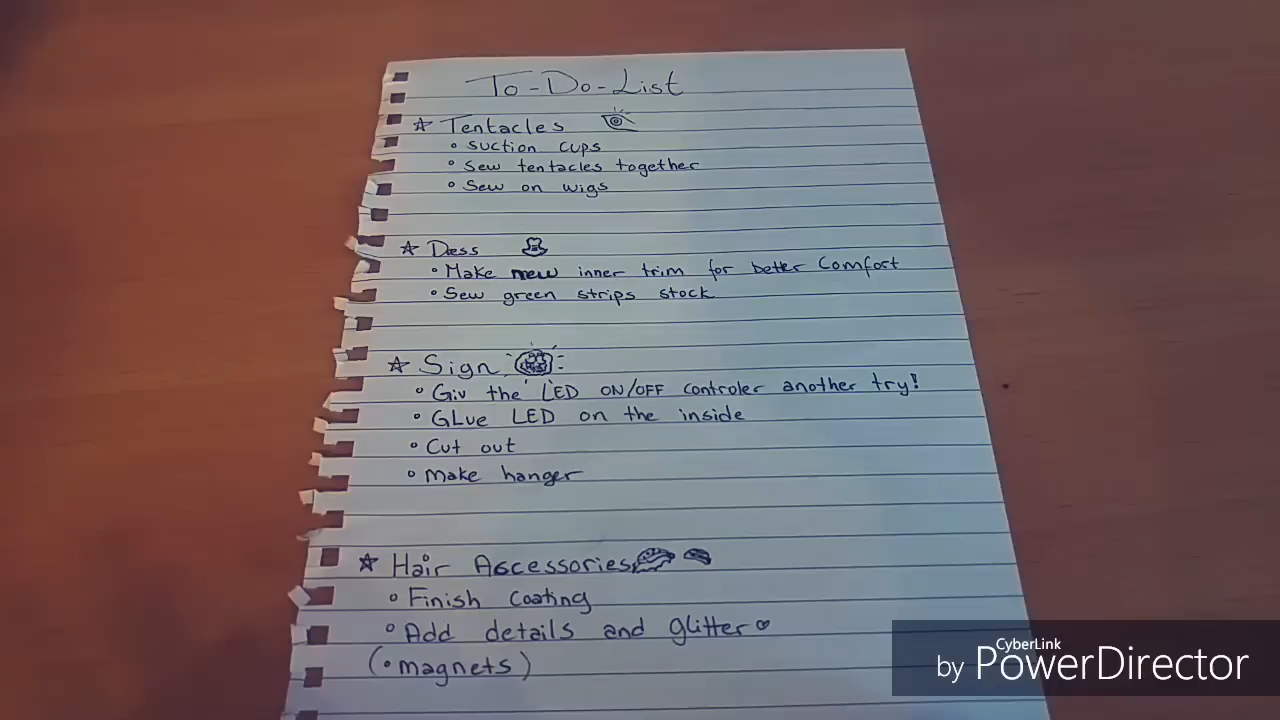 To-Do-List
☆ Tentacles
∘ suction cups
∘ Sew tentacles together
∘ Sew on wigs
☆ Dess
∘ Make new inner trim for better Comfort
∘ Sew green strips stock
☆ Sign
∘ Giv the LED ON/OFF controler another try!
∘ GLue LED on the inside
∘ Cut out
∘ Make hanger
☆ Hair Accessories
∘ Finish Coating
∘ Add details and glitter ♡
(∘ magnets)
CyberLink
by PowerDirector